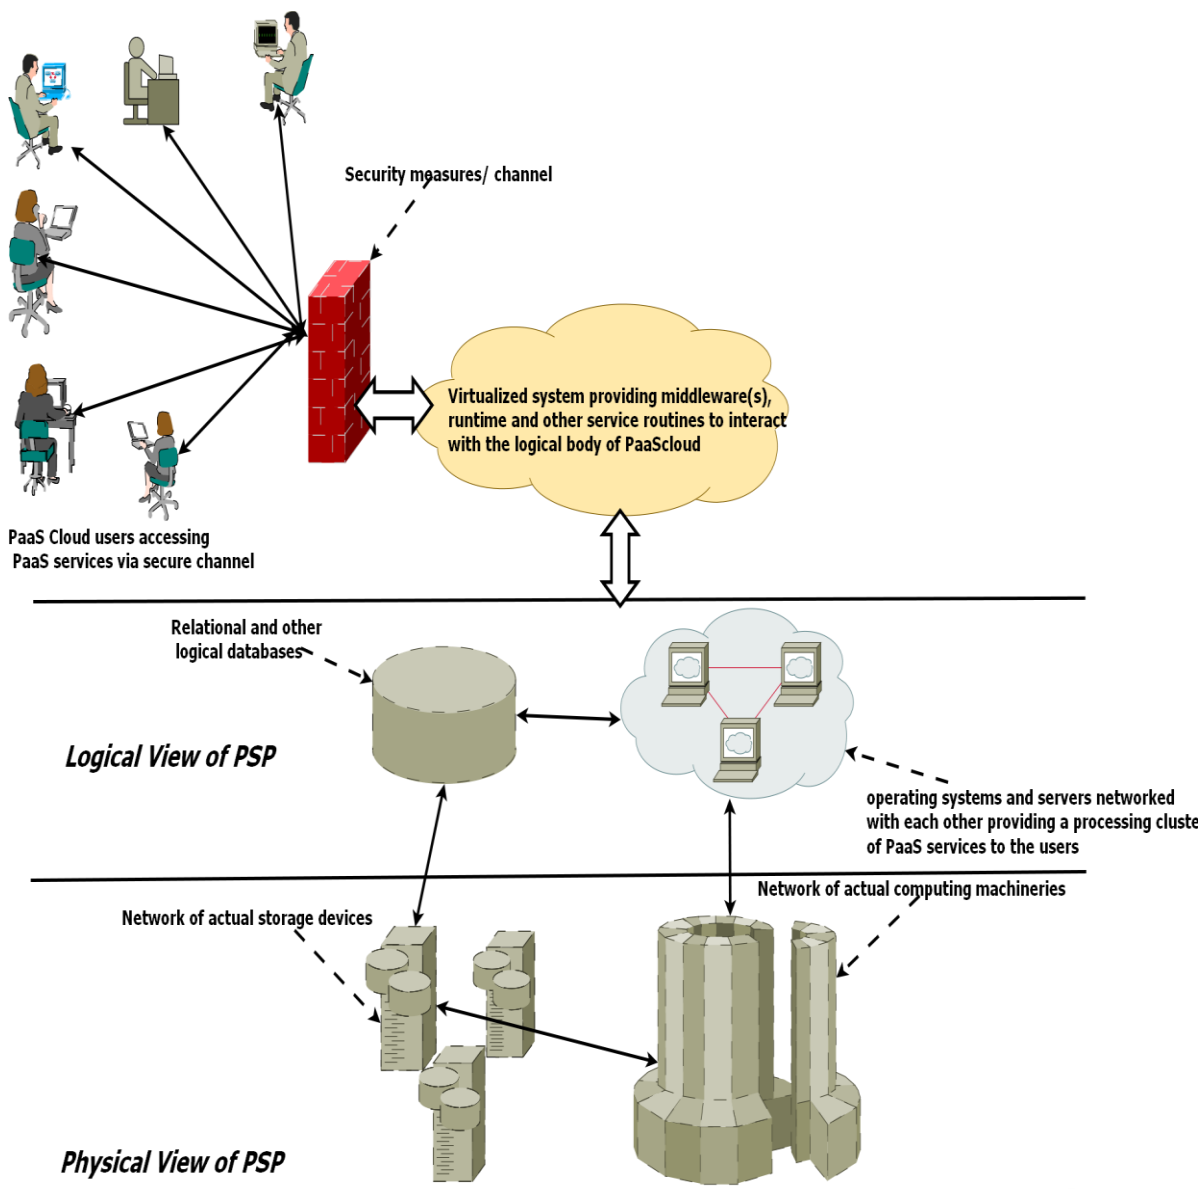 Security measures/ channel
Virtualized system providing middleware(s),
runtime and other service routines to interact
with the logical body of PaaScloud
PaaS Cloud users accessing
PaaS services via secure channel
Relational and other
logical databases
Logical View of PSP
operating systems and servers networked
with each other providing a processing cluste
of PaaS services to the users
Network of actual computing machineries
Network of actual storage devices
Physical View of PSP